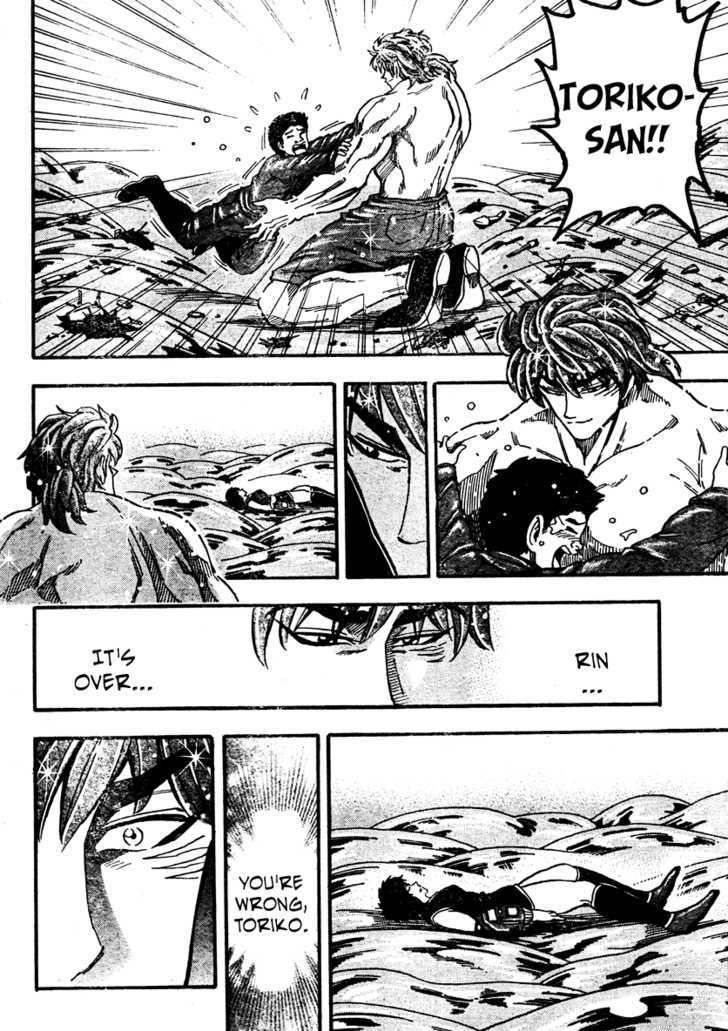 TORIKO-
SAN!!
RIN
...
IT'S
OVER...
YOU'RE
WRONG,
TORIKO.